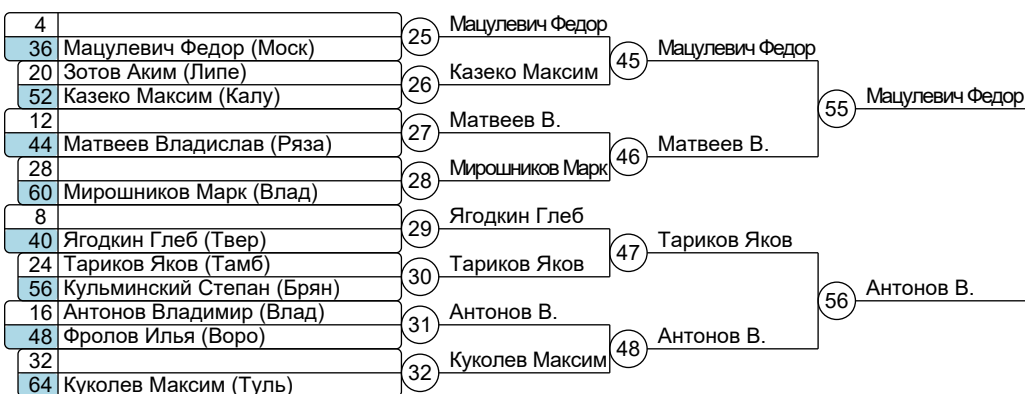 4
25 Мацулевич Федор
36 Мацулевич Федор (Моск)
45 Мацулевич Федор
20 Зотов Аким (Липе)
26 Казеко Максим
52 Казеко Максим (Калу)
55 Мацулевич Федор
12
27 Матвеев В.
44 Матвеев Владислав (Ряза)
46 Матвеев В.
28
28 Мирошников Марк
60 Мирошников Марк (Влад)
8
29 Ягодкин Глеб
40 Ягодкин Глеб (Твер)
47 Тариков Яков
24 Тариков Яков (Тамб)
30 Тариков Яков
56 Кульминский Степан (Брян)
56 Антонов В.
16 Антонов Владимир (Влад)
31 Антонов В.
48 Фролов Илья (Воро)
48 Антонов В.
32
32 Куколев Максим
64 Куколев Максим (Туль)